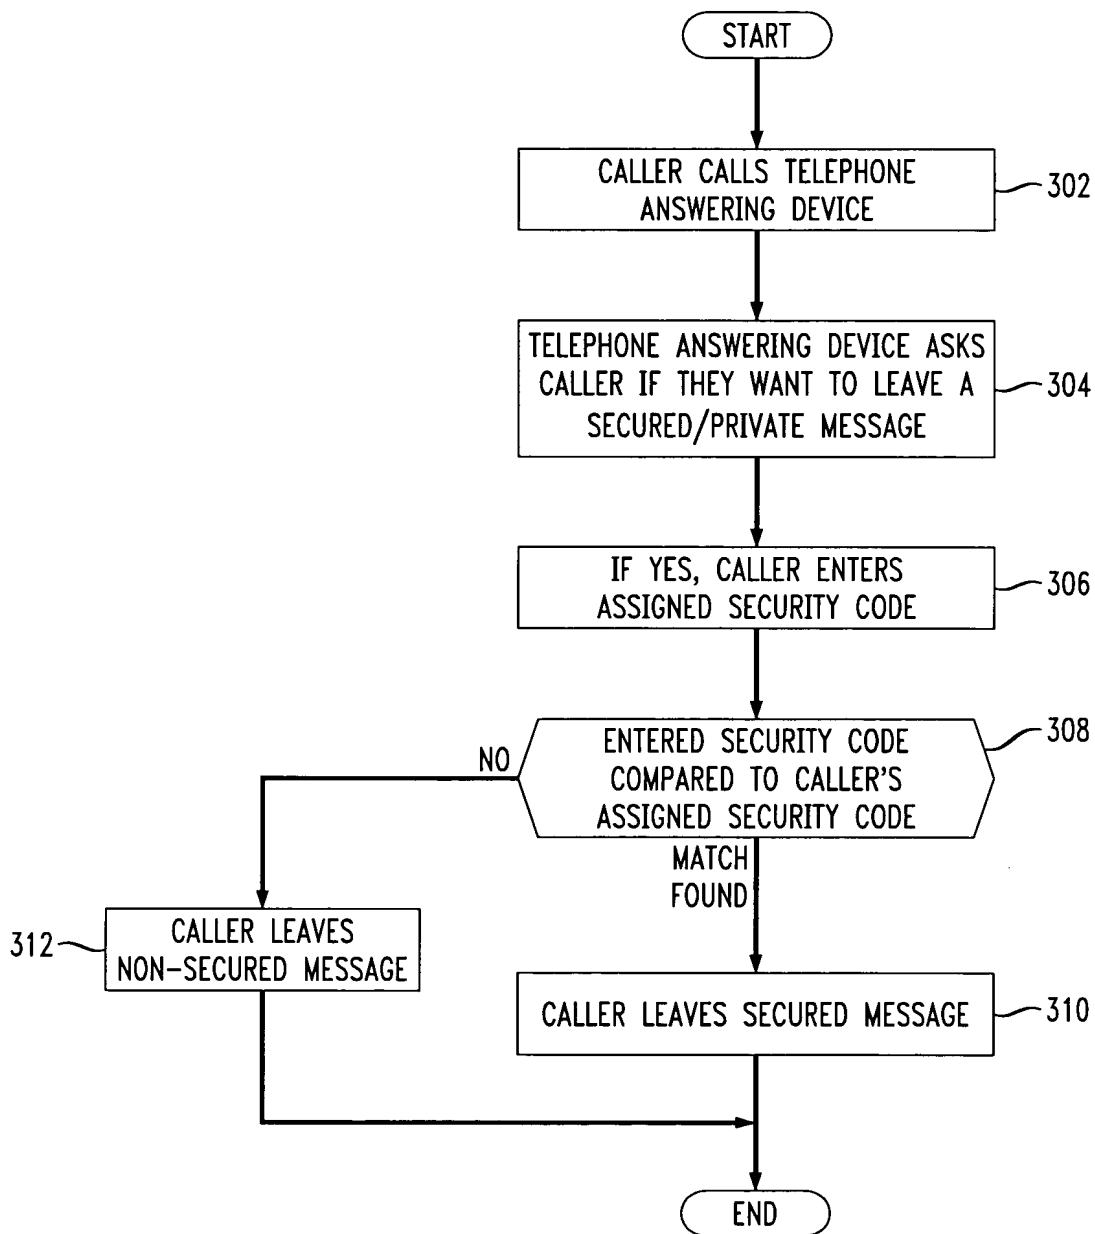 START
CALLER CALLS TELEPHONE
ANSWERING DEVICE
302
TELEPHONE ANSWERING DEVICE ASKS
CALLER IF THEY WANT TO LEAVE A
SECURED/PRIVATE MESSAGE
304
IF YES, CALLER ENTERS
ASSIGNED SECURITY CODE
306
ENTERED SECURITY CODE
COMPARED TO CALLER'S
ASSIGNED SECURITY CODE
308
NO
MATCH
FOUND
312
CALLER LEAVES
NON-SECURED MESSAGE
CALLER LEAVES SECURED MESSAGE
310
END